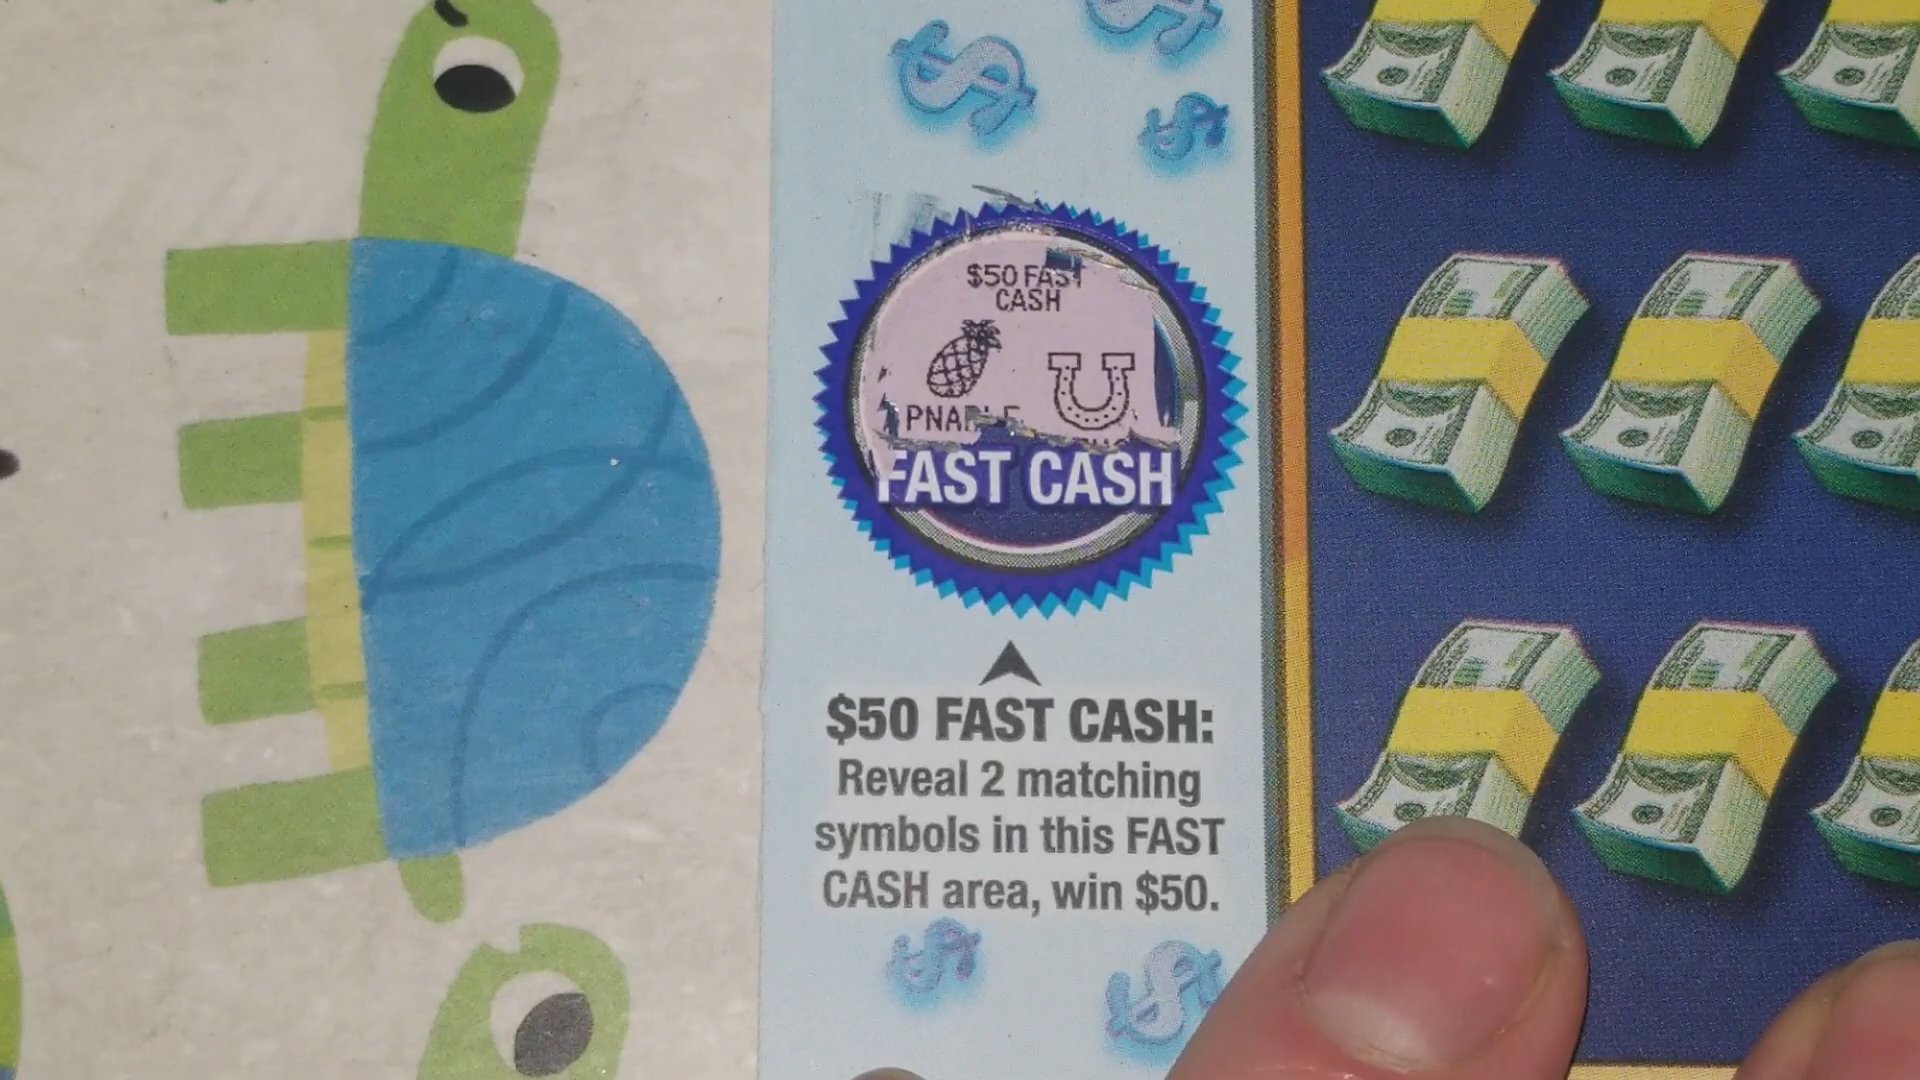 $50 FAST
CASH
FAST CASH
$50 FAST CASH:
Reveal 2 matching
symbols in this FAST
CASH area, win $50.